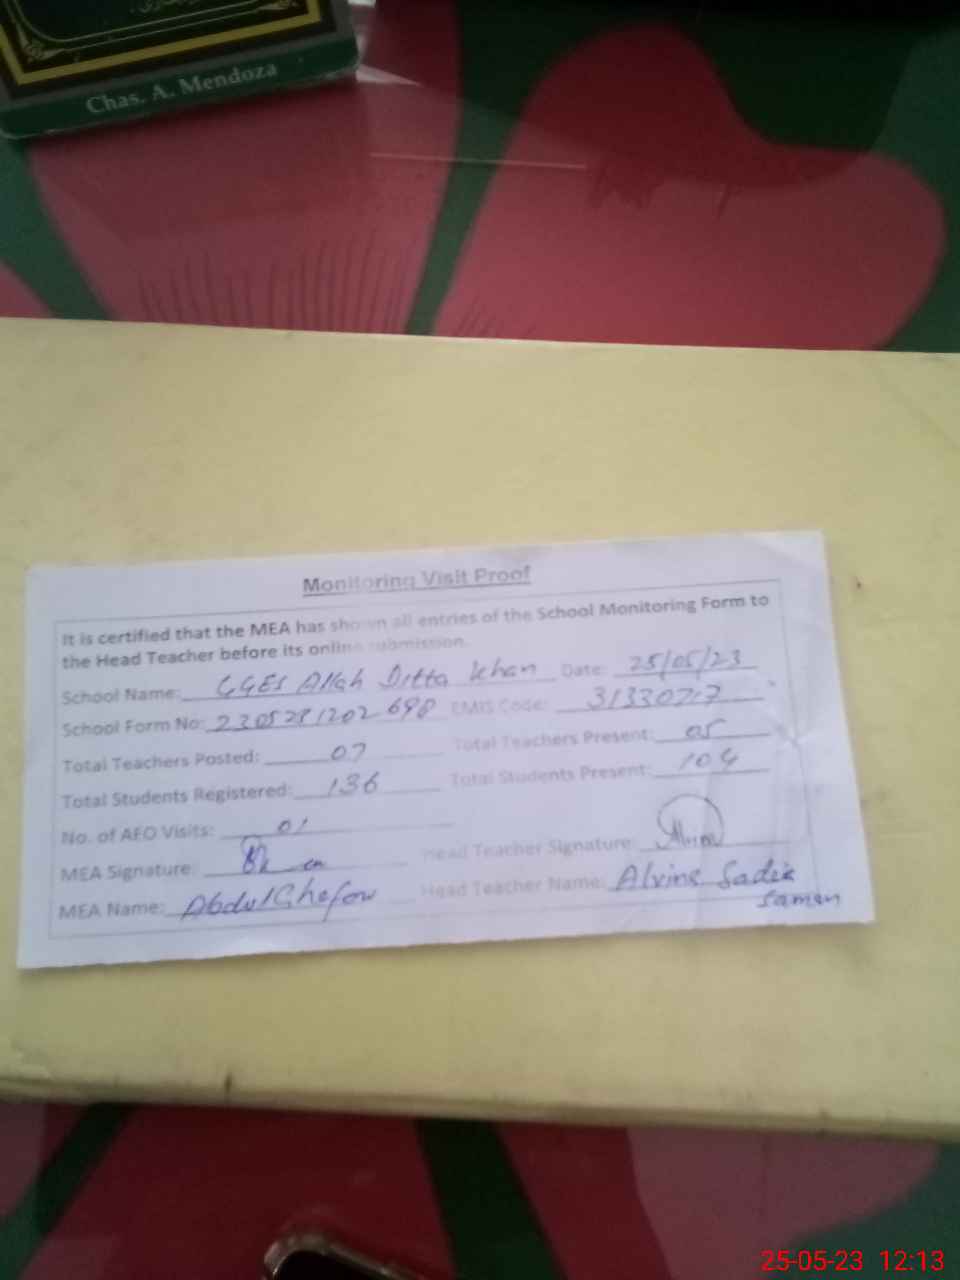 Chas. A. Mendoza
Monitoring Visit Proof
It is certified that the MEA has shown all entries of the School Monitoring Form to
the Head Teacher before its online submission.
School Name: GGES Allah Ditta Khan Date: 25/05/23
School Form No: 2305281202698 EMIS Code: 31330717
Total Teachers Posted: 07 Total Teachers Present: 05
Total Students Registered: 136 Total Students Present: 104
No. of AEO Visits: 01
MEA Signature: Head Teacher Signature:
MEA Name: Abdul Ghafow Head Teacher Name: Alvine Sadek
Saman
25-05-23 12:13